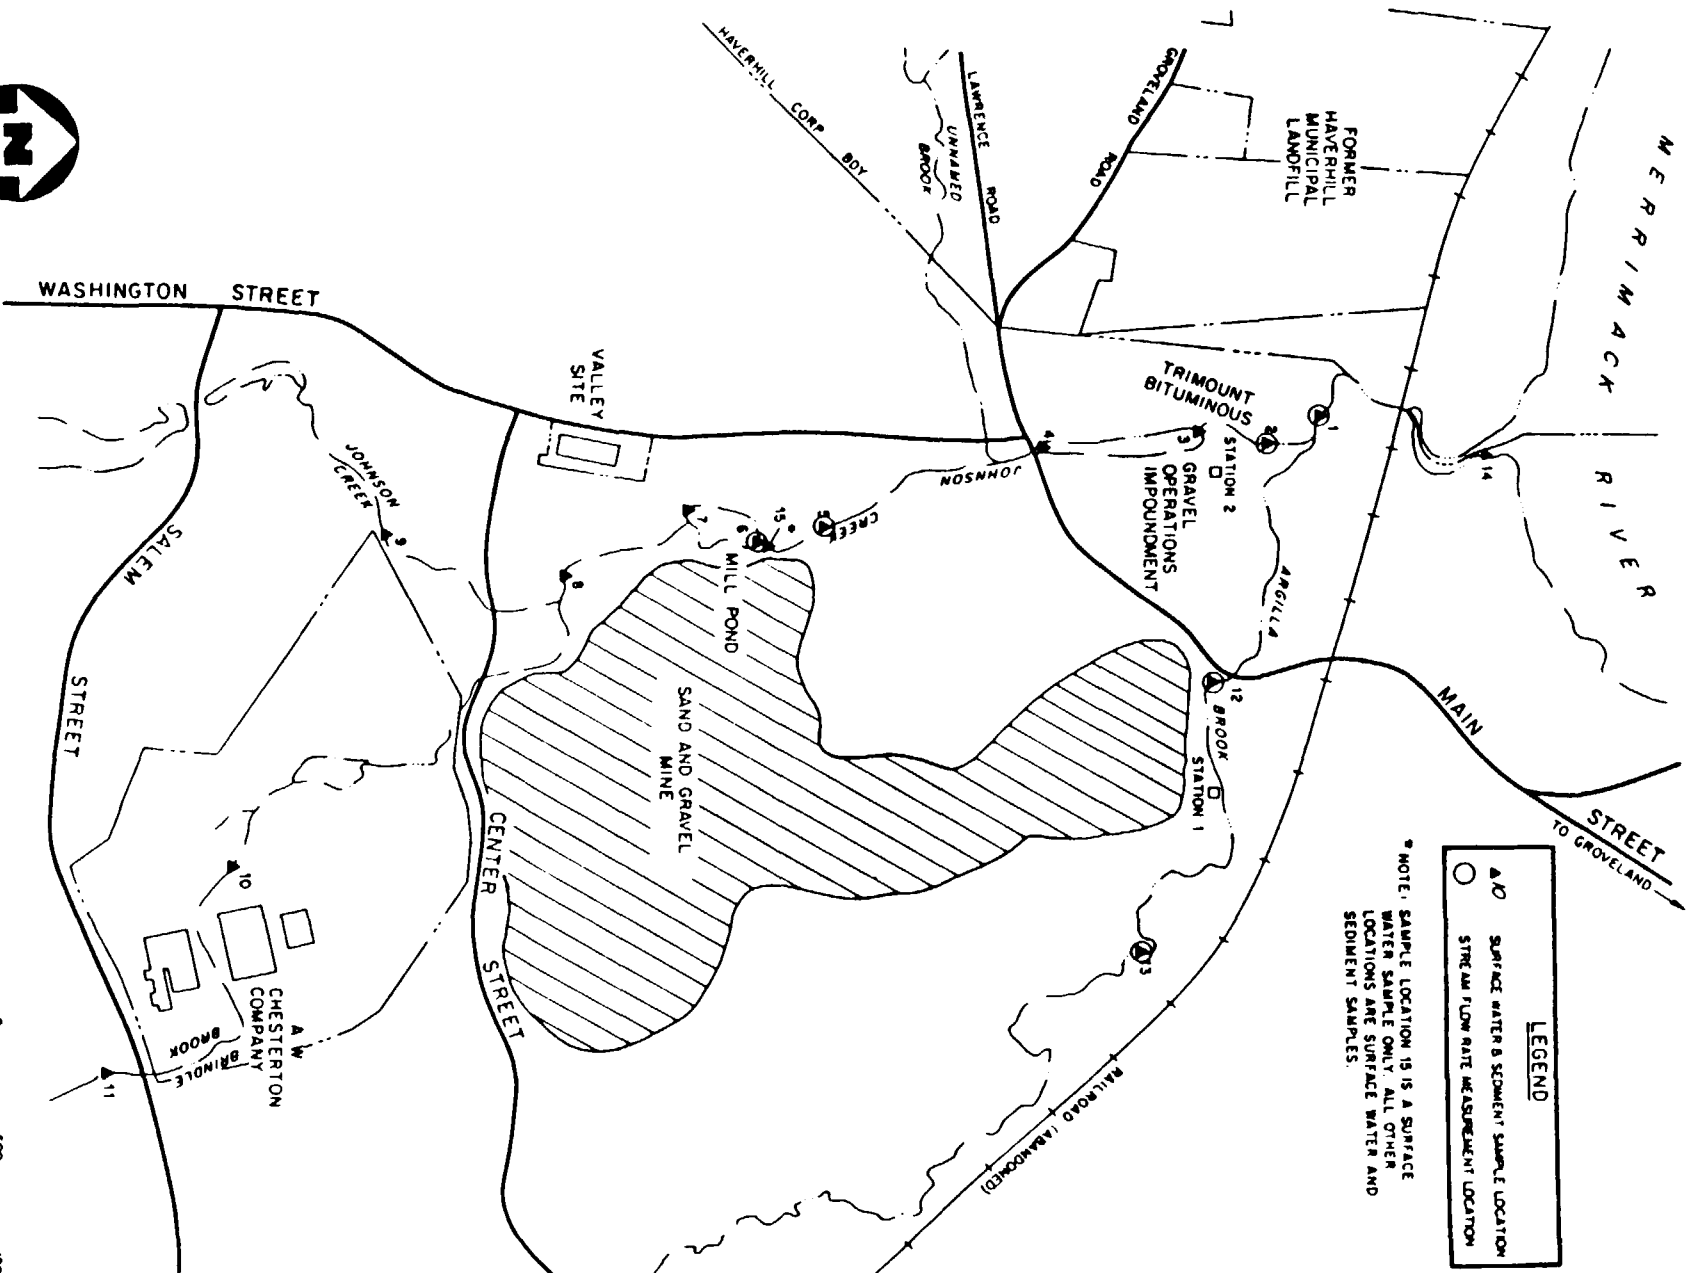 MERRIMACK
RIVER
FORMER
HAVERHILL
MUNICIPAL
LANDFILL
GROVELAND
ROAD
LAWRENCE
ROAD
UNNAMED
BROOK
HAVERHILL CORP BDY
N
WASHINGTON STREET
VALLEY
SITE
TRIMOUNT
BITUMINOUS
STATION 2
GRAVEL
OPERATIONS
IMPOUNDMENT
1
2
3
4
14
ARGILLA
BROOK
12
STATION 1
13
MAIN
STREET
TO GROVELAND
JOHNSON
CREEK
5
15 *
6
7
8
MILL POND
SAND AND GRAVEL
MINE
JOHNSON
CREEK
9
SALEM
STREET
CENTER
STREET
10
A W
CHESTERTON
COMPANY
BRINDLE
BROOK
11
RAILROAD (ABANDONED)
LEGEND
10 SURFACE WATER & SEDIMENT SAMPLE LOCATION
STREAM FLOW RATE MEASUREMENT LOCATION
* NOTE: SAMPLE LOCATION 15 IS A SURFACE
WATER SAMPLE ONLY. ALL OTHER
LOCATIONS ARE SURFACE WATER AND
SEDIMENT SAMPLES.